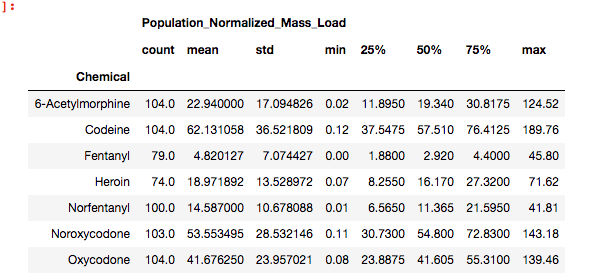 ]:
Population_Normalized_Mass_Load
count mean std min 25% 50% 75% max
Chemical
6-Acetylmorphine 104.0 22.940000 17.094826 0.02 11.8950 19.340 30.8175 124.52
Codeine 104.0 62.131058 36.521809 0.12 37.5475 57.510 76.4125 189.76
Fentanyl 79.0 4.820127 7.074427 0.00 1.8800 2.920 4.4000 45.80
Heroin 74.0 18.971892 13.528972 0.07 8.2550 16.170 27.3200 71.62
Norfentanyl 100.0 14.587000 10.678088 0.01 6.5650 11.365 21.5950 41.81
Noroxycodone 103.0 53.553495 28.532146 0.11 30.7300 54.800 72.8300 143.18
Oxycodone 104.0 41.676250 23.957021 0.08 23.8875 41.605 55.3100 139.46